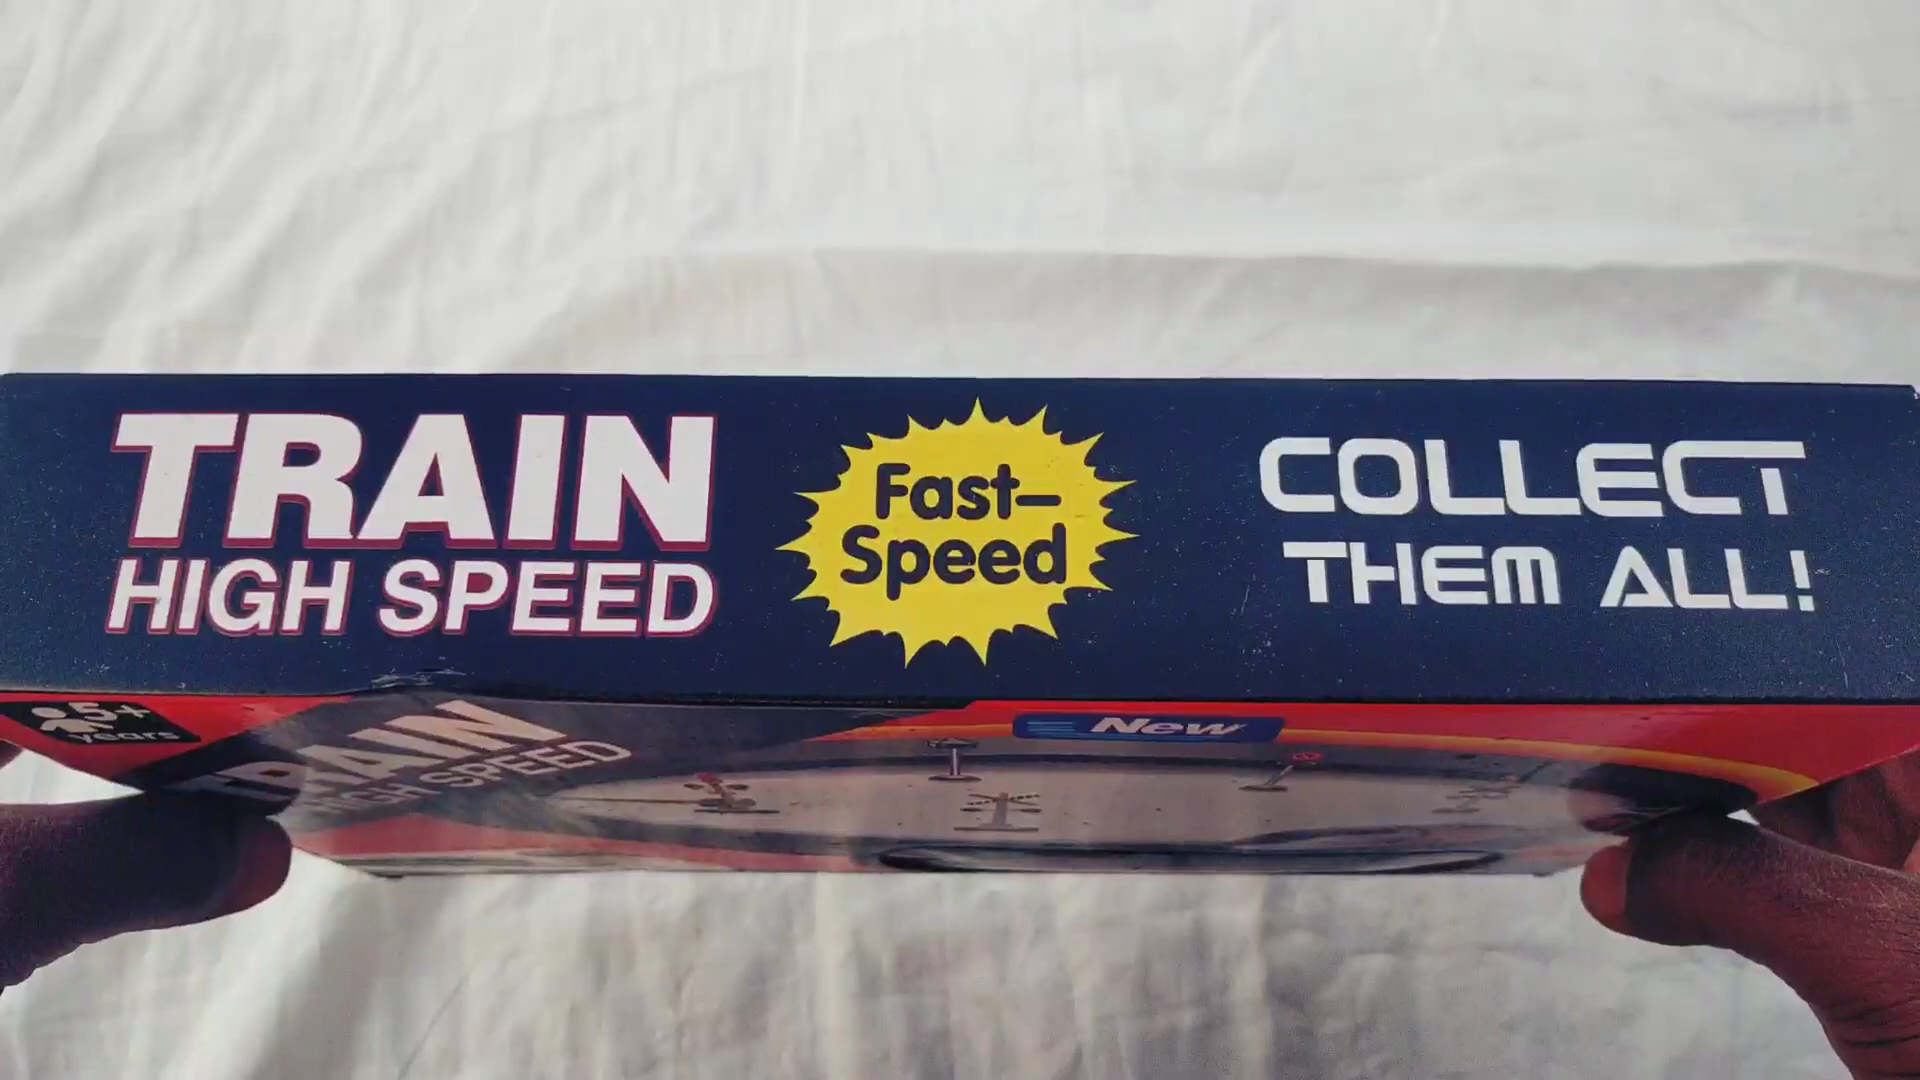 TRAIN
HIGH SPEED
Fast-
Speed
COLLECT
THEM ALL!
5+
years
TRAIN
HIGH SPEED
New